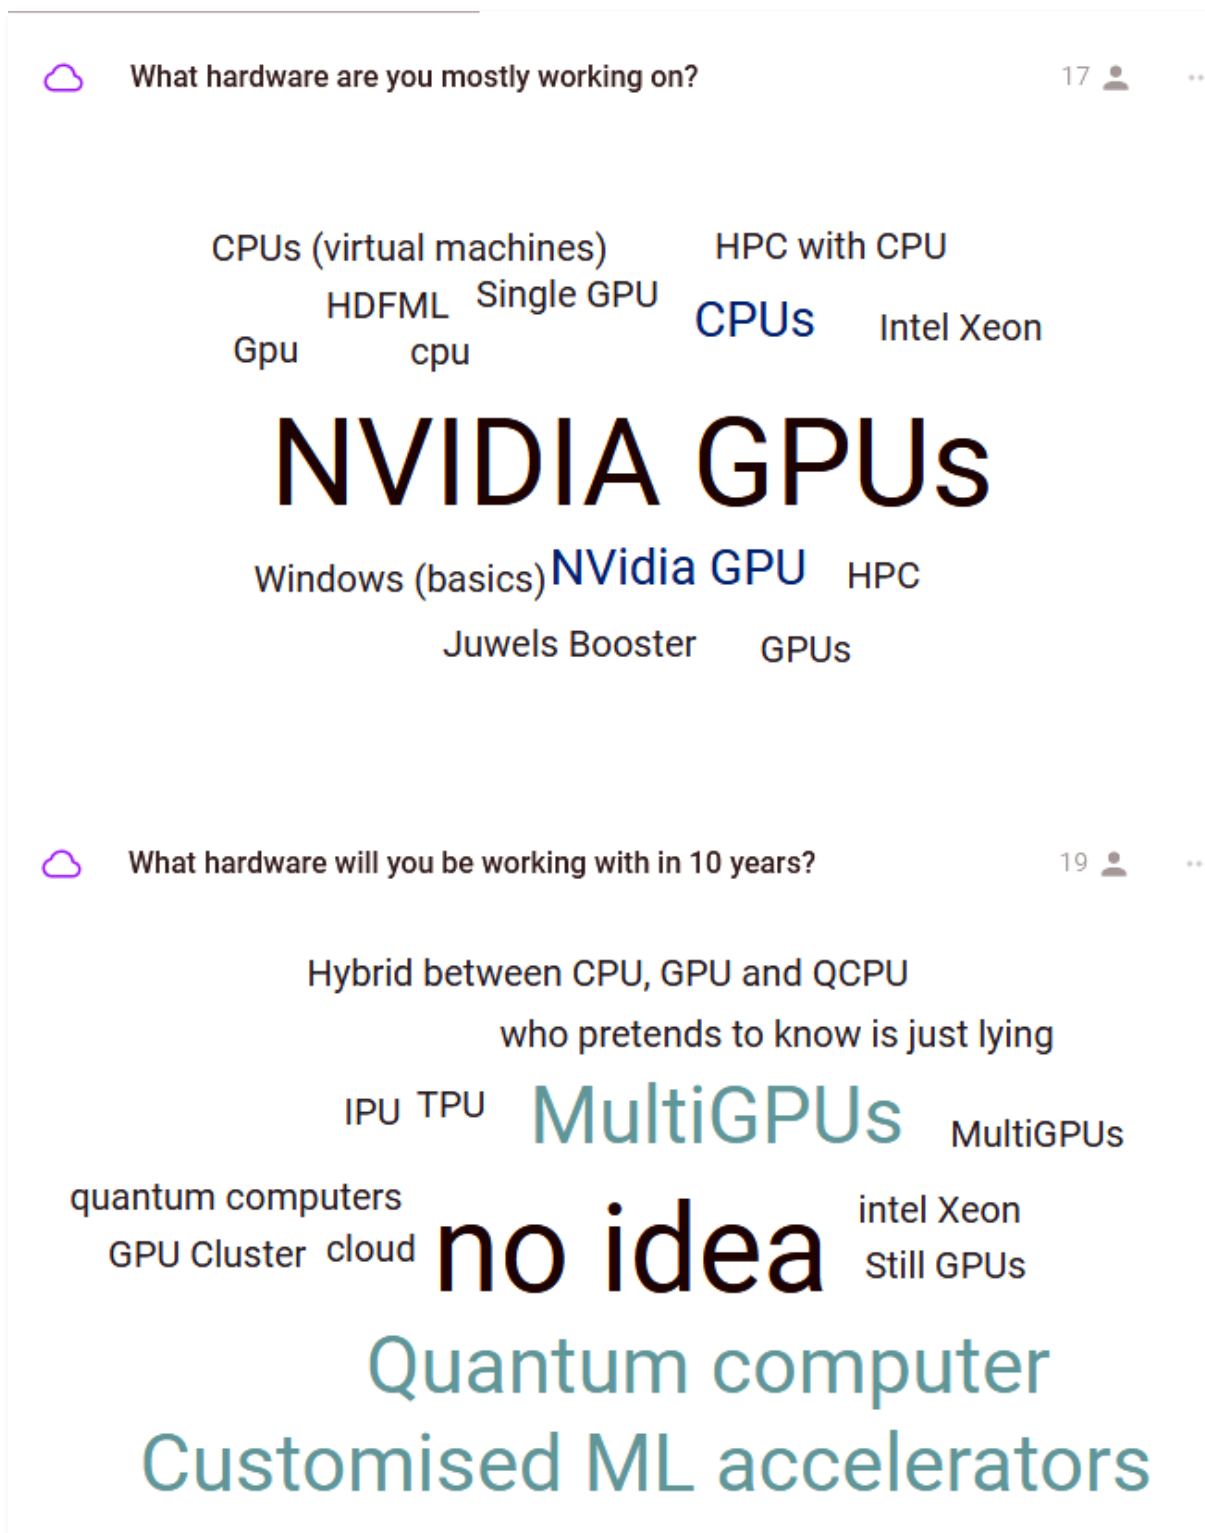 What hardware are you mostly working on?
17
CPUs (virtual machines)
HPC with CPU
HDFML
Single GPU
CPUs
Intel Xeon
Gpu
cpu
NVIDIA GPUs
Windows (basics)
NVidia GPU
HPC
Juwels Booster
GPUs
What hardware will you be working with in 10 years?
19
Hybrid between CPU, GPU and QCPU
who pretends to know is just lying
IPU
TPU
MultiGPUs
MultiGPUs
quantum computers
no idea
intel Xeon
GPU Cluster
cloud
Still GPUs
Quantum computer
Customised ML accelerators